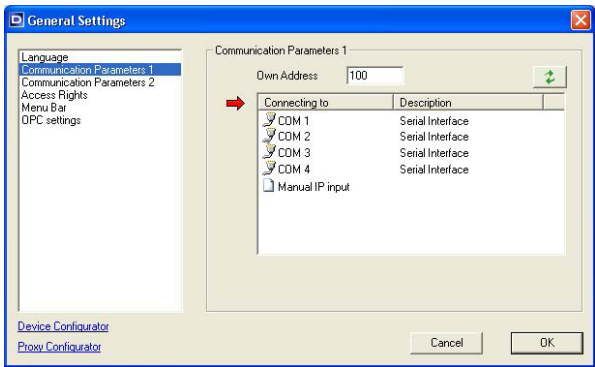 General Settings
Language
Communication Parameters 1
Communication Parameters 2
Access Rights
Menu Bar
OPC settings
Communication Parameters 1
Own Address 100
Connecting to Description
COM 1 Serial Interface
COM 2 Serial Interface
COM 3 Serial Interface
COM 4 Serial Interface
Manual IP input
Device Configurator
Proxy Configurator
Cancel OK